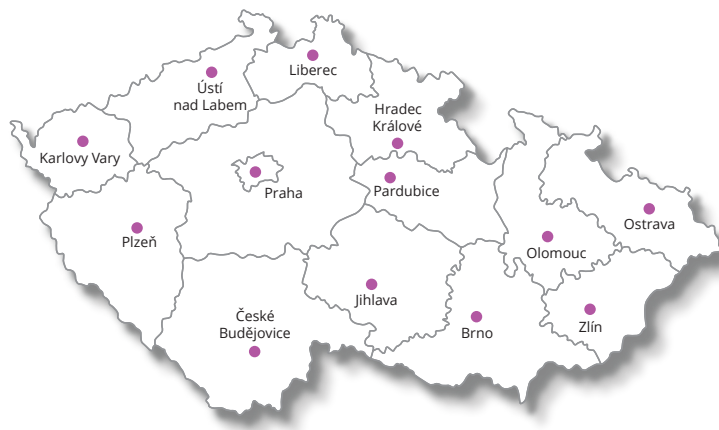 Liberec
Ústí
nad Labem
Hradec
Králové
Karlovy Vary
Praha
Pardubice
Ostrava
Plzeň
Olomouc
Jihlava
České
Budějovice
Brno
Zlín